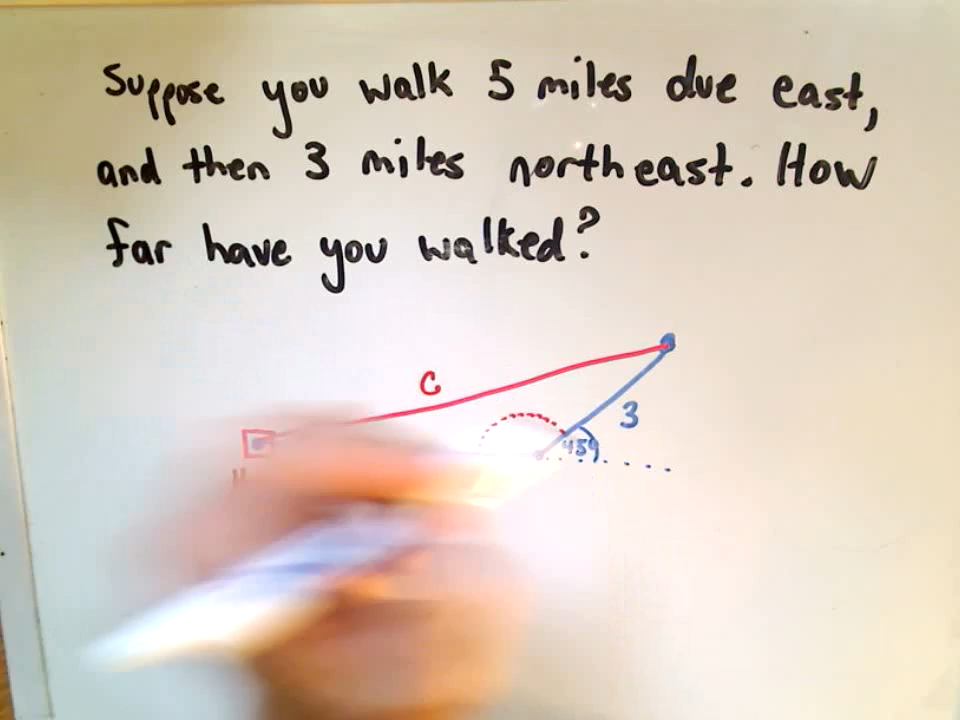 Suppose you walk 5 miles due east,
and then 3 miles northeast. How
far have you walked?
C
3
45°